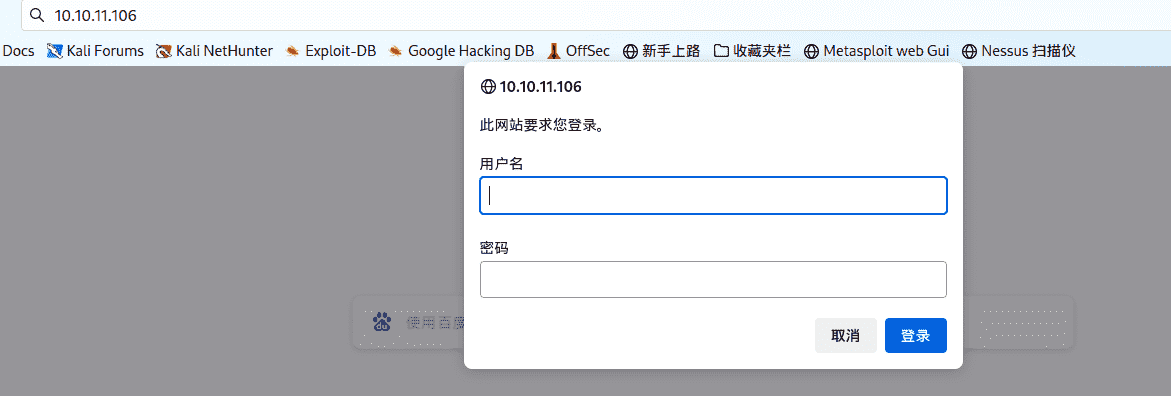 10.10.11.106
Docs Kali Forums Kali NetHunter Exploit-DB Google Hacking DB OffSec 新手上路 收藏夹栏 Metasploit web Gui Nessus 扫描仪
10.10.11.106
此网站要求您登录。
用户名
密码
du 使用百度
取消 登录